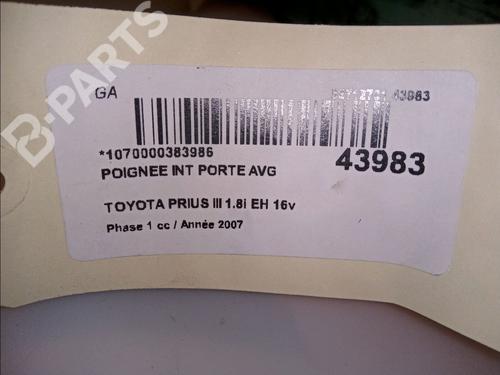 B-PARTS
GA
43983
*1070000383986
43983
POIGNEE INT PORTE AVG
TOYOTA PRIUS III 1.8i EH 16v
Phase 1 cc / Année 2007